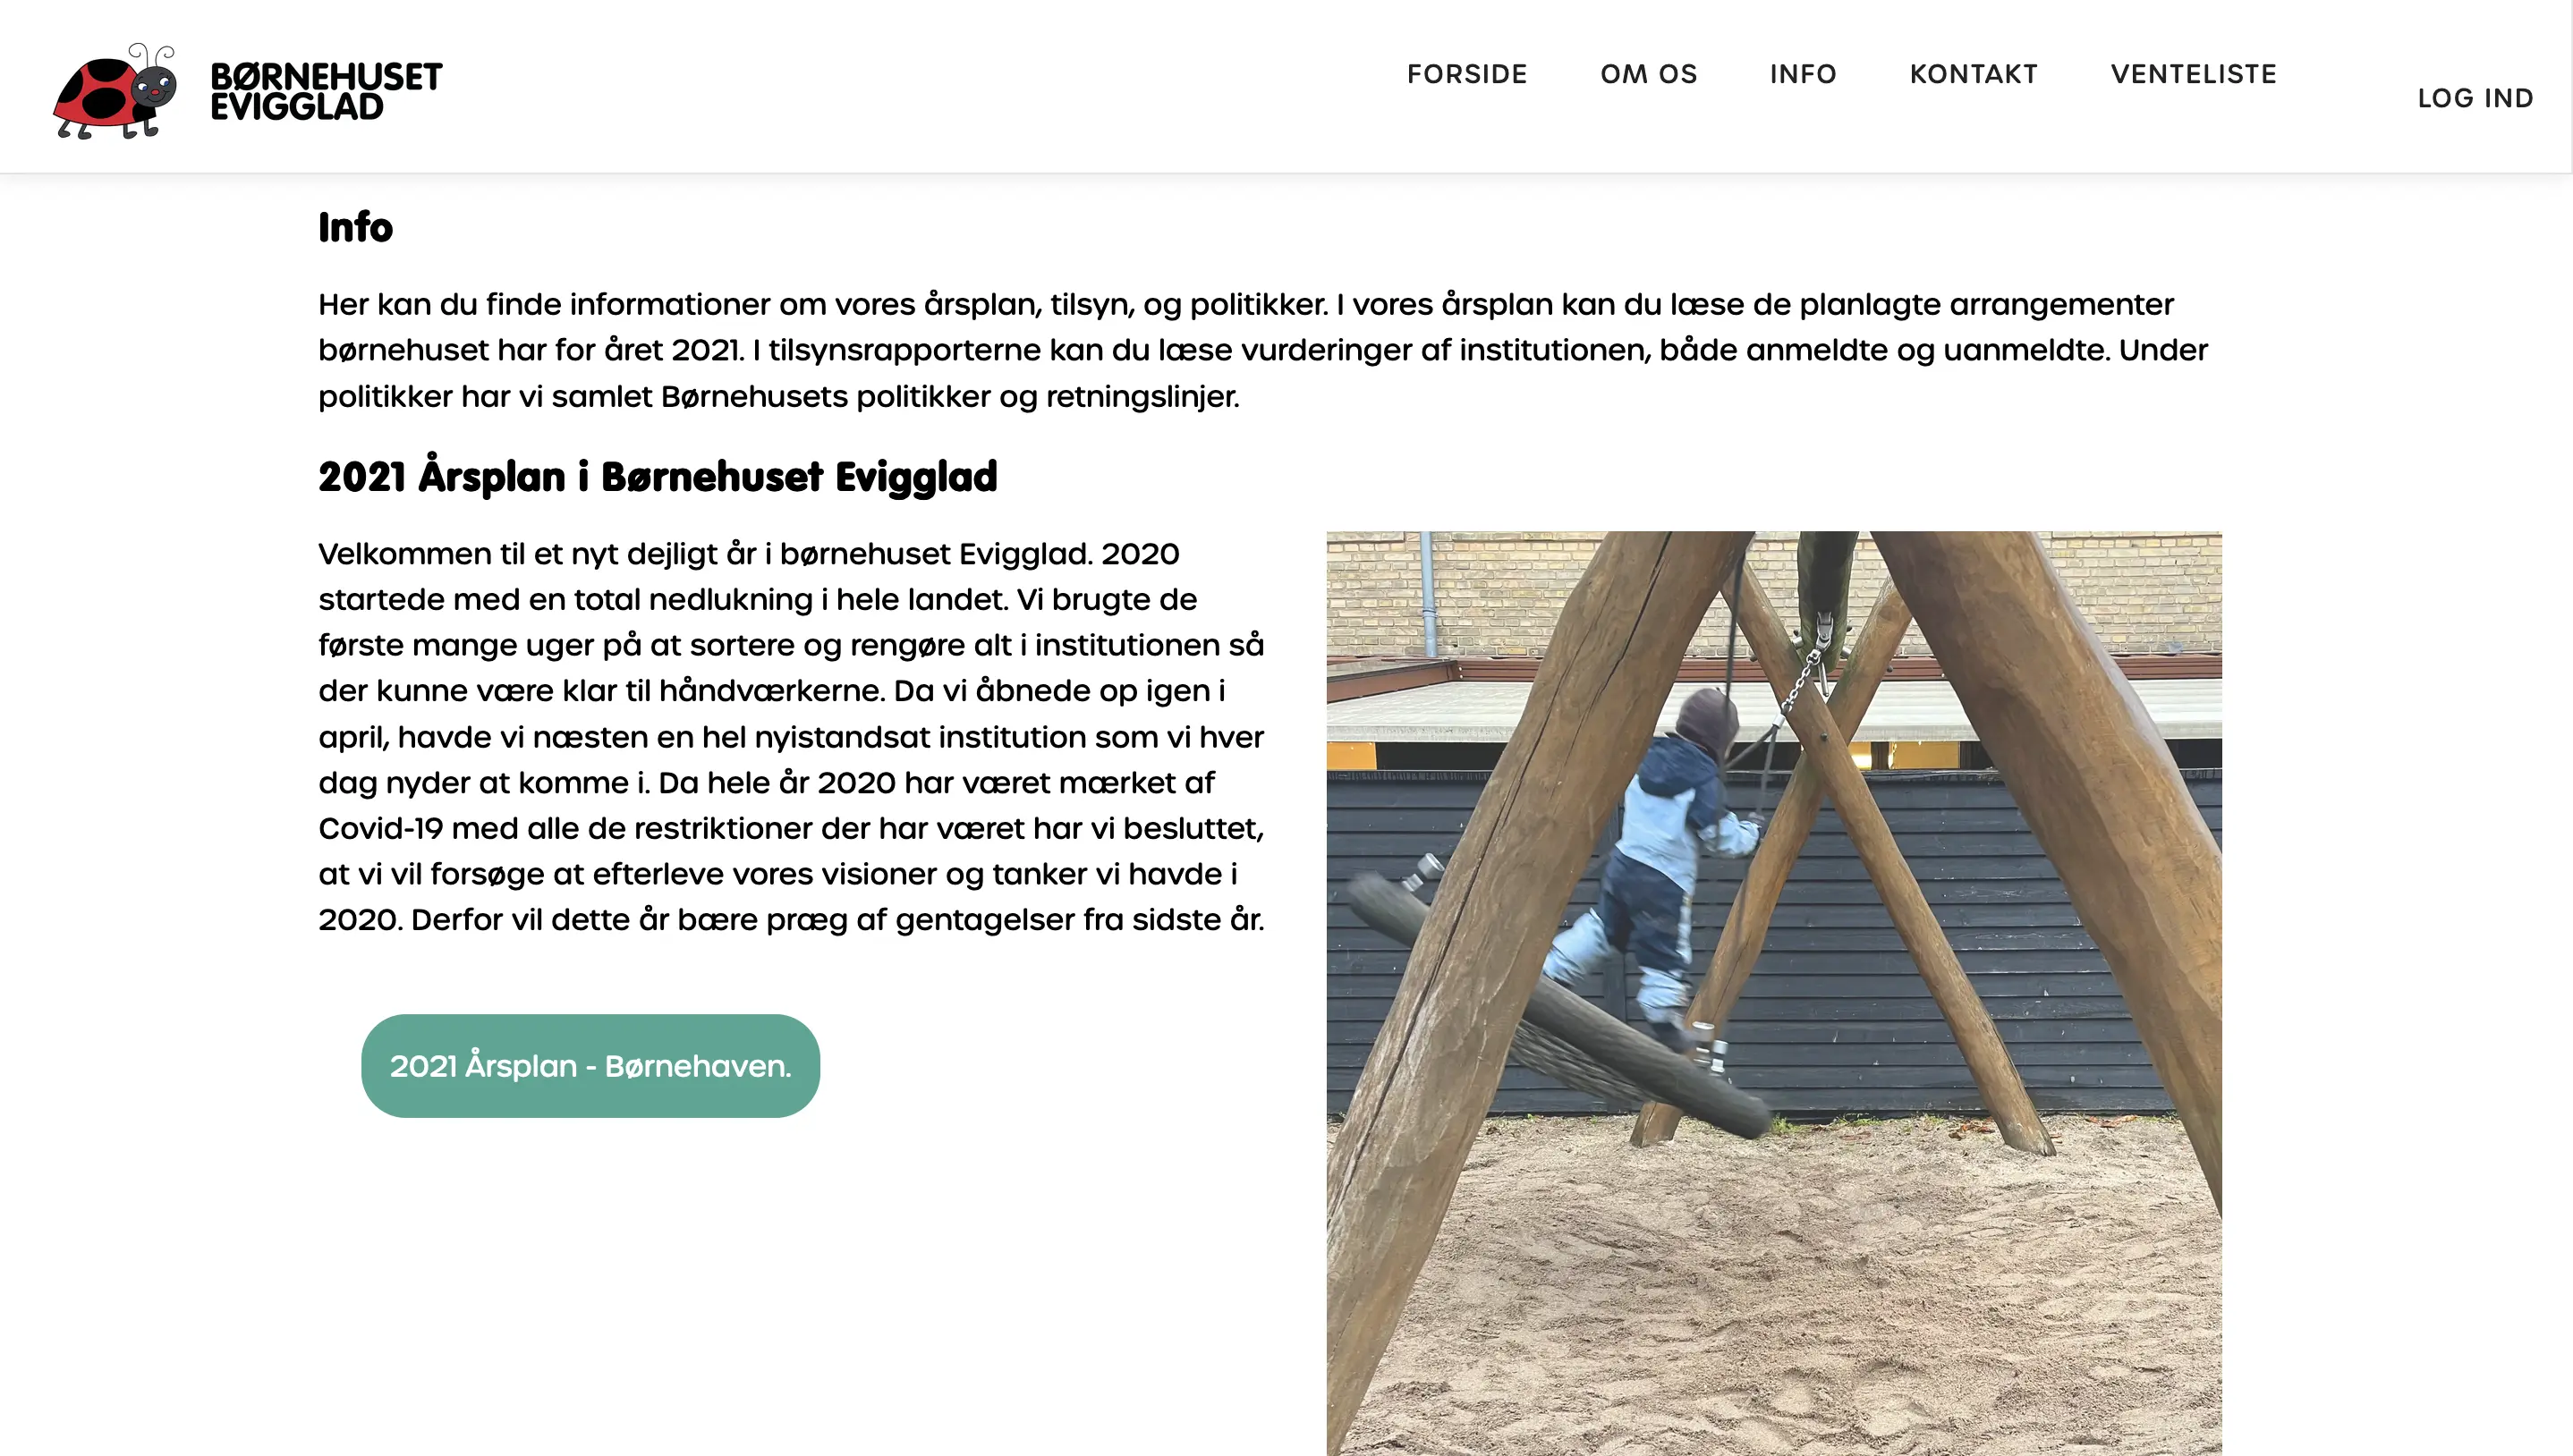 BØRNEHUSET
EVIGGLAD
FORSIDE
OM OS
INFO
KONTAKT
VENTELISTE
LOG IND
Info
Her kan du finde informationer om vores årsplan, tilsyn, og politikker. I vores årsplan kan du læse de planlagte arrangementer
børnehuset har for året 2021. I tilsynsrapporterne kan du læse vurderinger af institutionen, både anmeldte og uanmeldte. Under
politikker har vi samlet Børnehusets politikker og retningslinjer.
2021 Årsplan i Børnehuset Evigglad
Velkommen til et nyt dejligt år i børnehuset Evigglad. 2020
startede med en total nedlukning i hele landet. Vi brugte de
første mange uger på at sortere og rengøre alt i institutionen så
der kunne være klar til håndværkerne. Da vi åbnede op igen i
april, havde vi næsten en hel nyistandsat institution som vi hver
dag nyder at komme i. Da hele år 2020 har været mærket af
Covid-19 med alle de restriktioner der har været har vi besluttet,
at vi vil forsøge at efterleve vores visioner og tanker vi havde i
2020. Derfor vil dette år bære præg af gentagelser fra sidste år.
2021 Årsplan - Børnehaven.